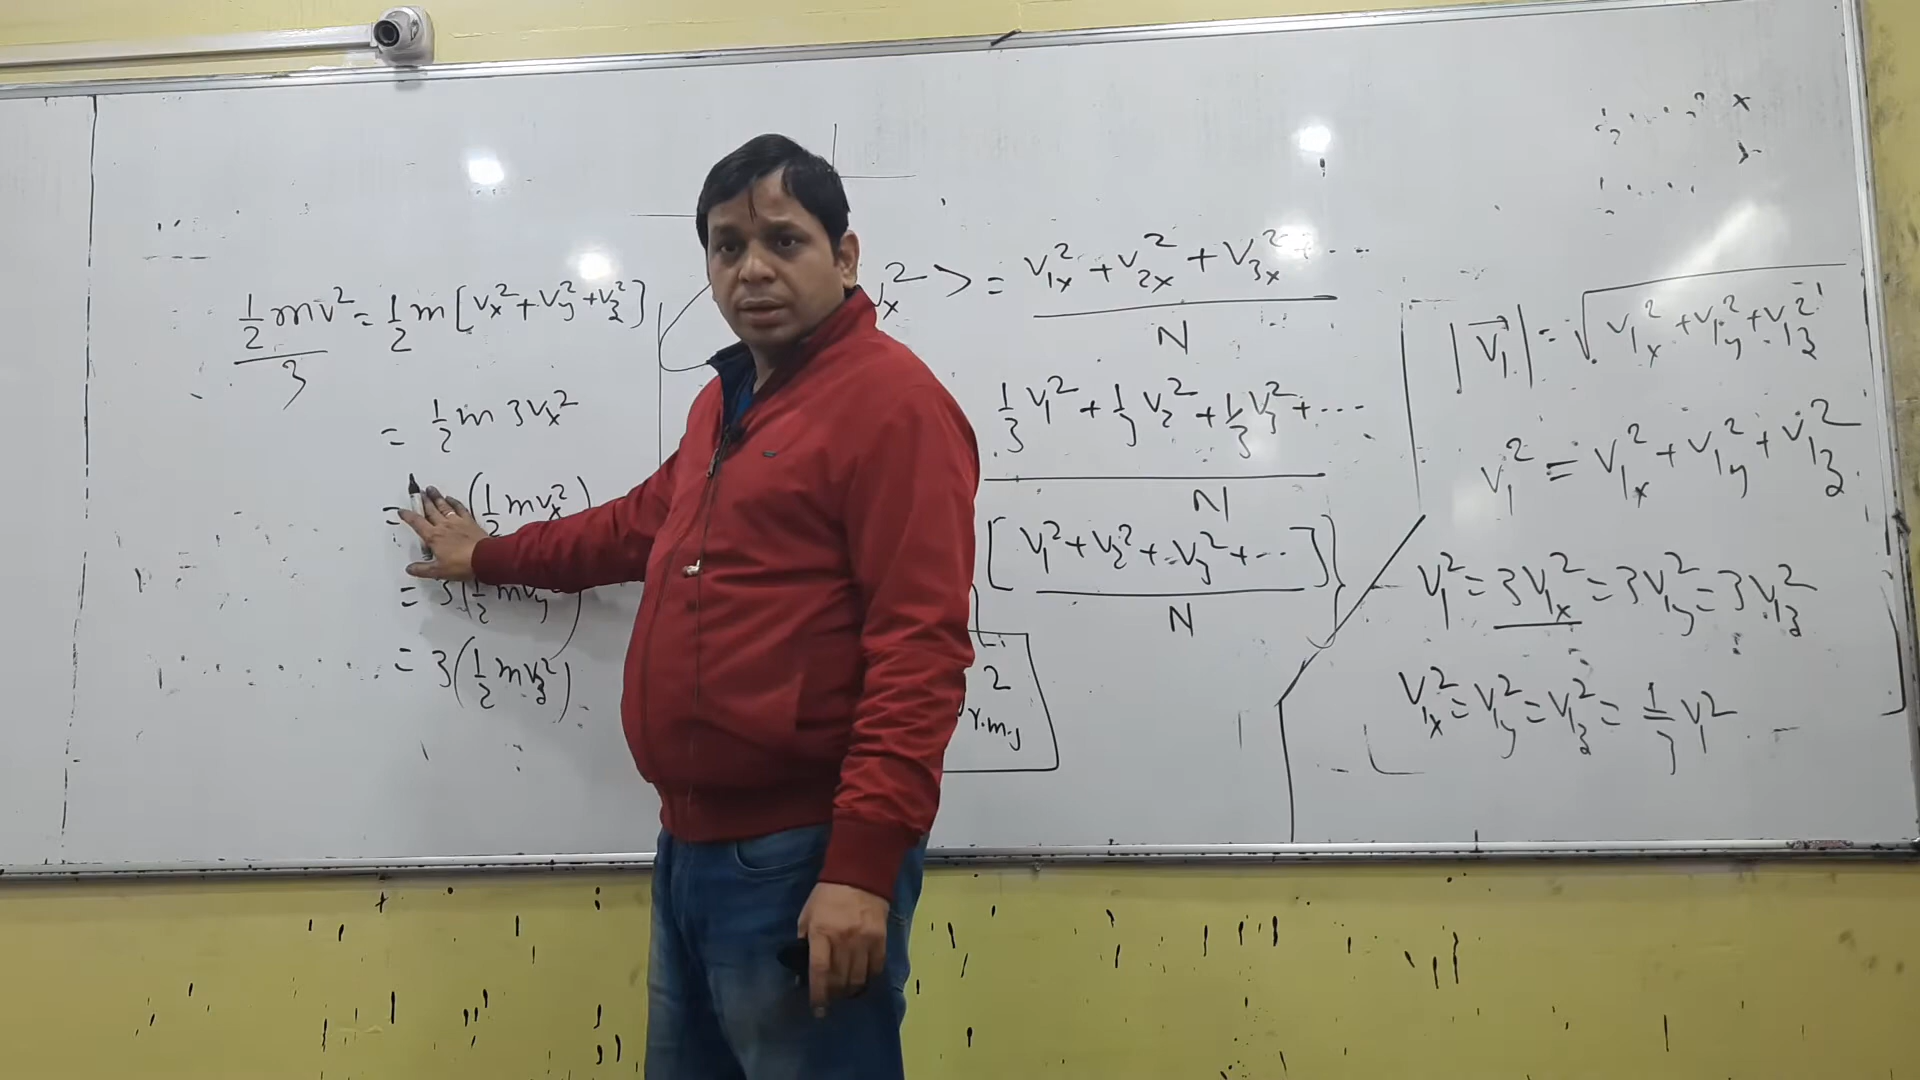 1/2 mv² / 3 = 1/2 m [vx² + vy² + vz²]
= 1/2 m 3vx²
= (1/2 mvx²)
= 3(1/2 mvy²
= 3(1/2 mvz²)
vx² > = v1x² + v2x² + v3x² + ... / N
1/3 v1² + 1/3 v2² + 1/3 v3² + ... / N
[v1² + v2² + v3² + ...] / N
2 r.m.s
|v⃗1| = √v1x² + v1y² + v1z²
v1² = v1x² + v1y² + v1z²
v1² = 3v1x² = 3v1y² = 3v1z²
v1x² = v1y² = v1z² = 1/3 v1²